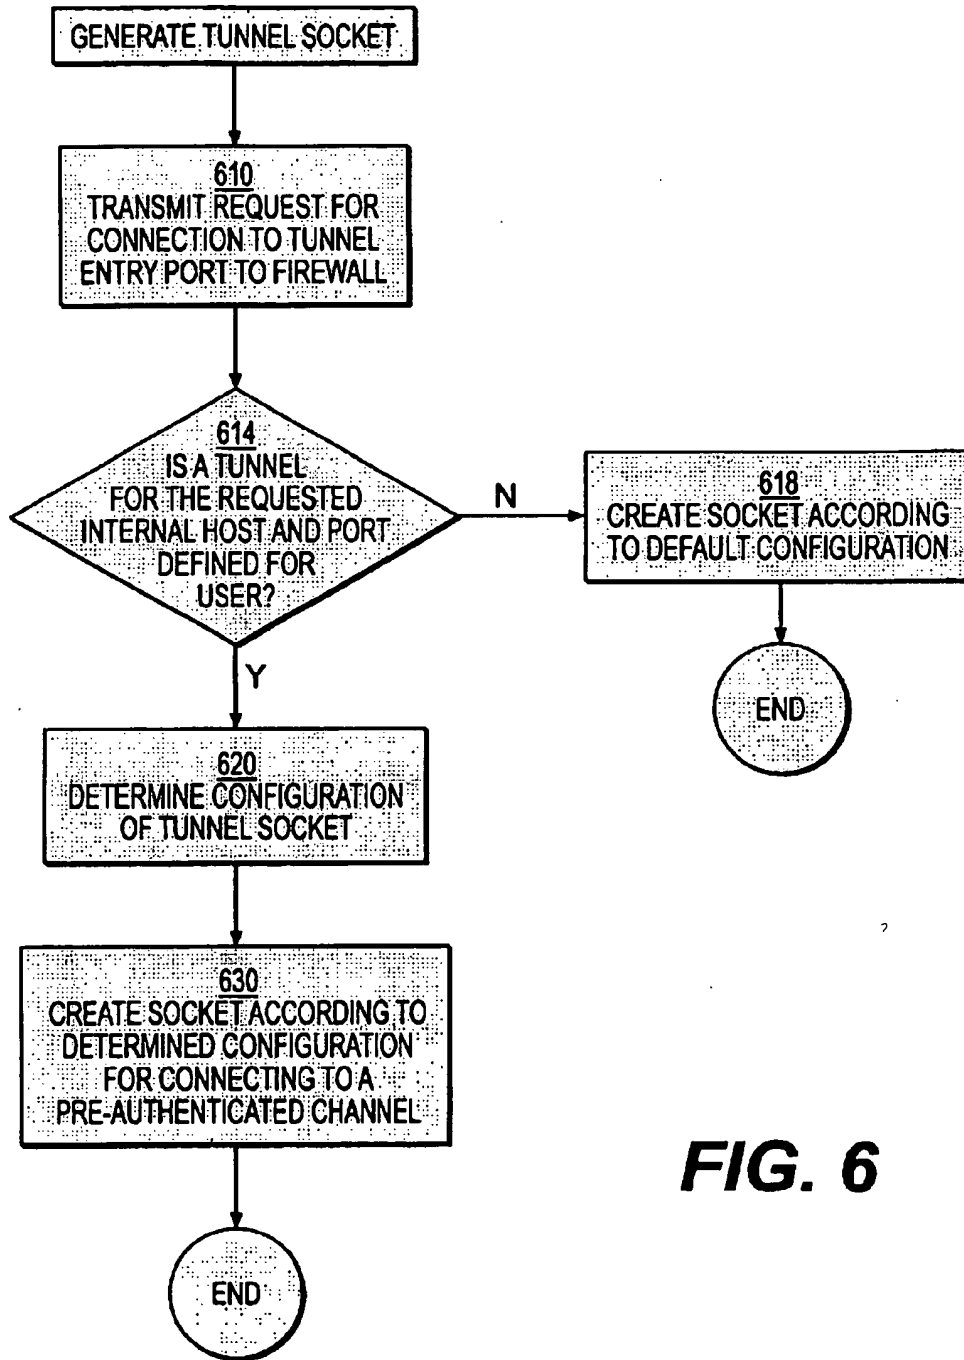 GENERATE TUNNEL SOCKET
610
TRANSMIT REQUEST FOR
CONNECTION TO TUNNEL
ENTRY PORT TO FIREWALL
614
IS A TUNNEL
FOR THE REQUESTED
INTERNAL HOST AND PORT
DEFINED FOR
USER?
N
618
CREATE SOCKET ACCORDING
TO DEFAULT CONFIGURATION
END
Y
620
DETERMINE CONFIGURATION
OF TUNNEL SOCKET
630
CREATE SOCKET ACCORDING TO
DETERMINED CONFIGURATION
FOR CONNECTING TO A
PRE-AUTHENTICATED CHANNEL
END
FIG. 6